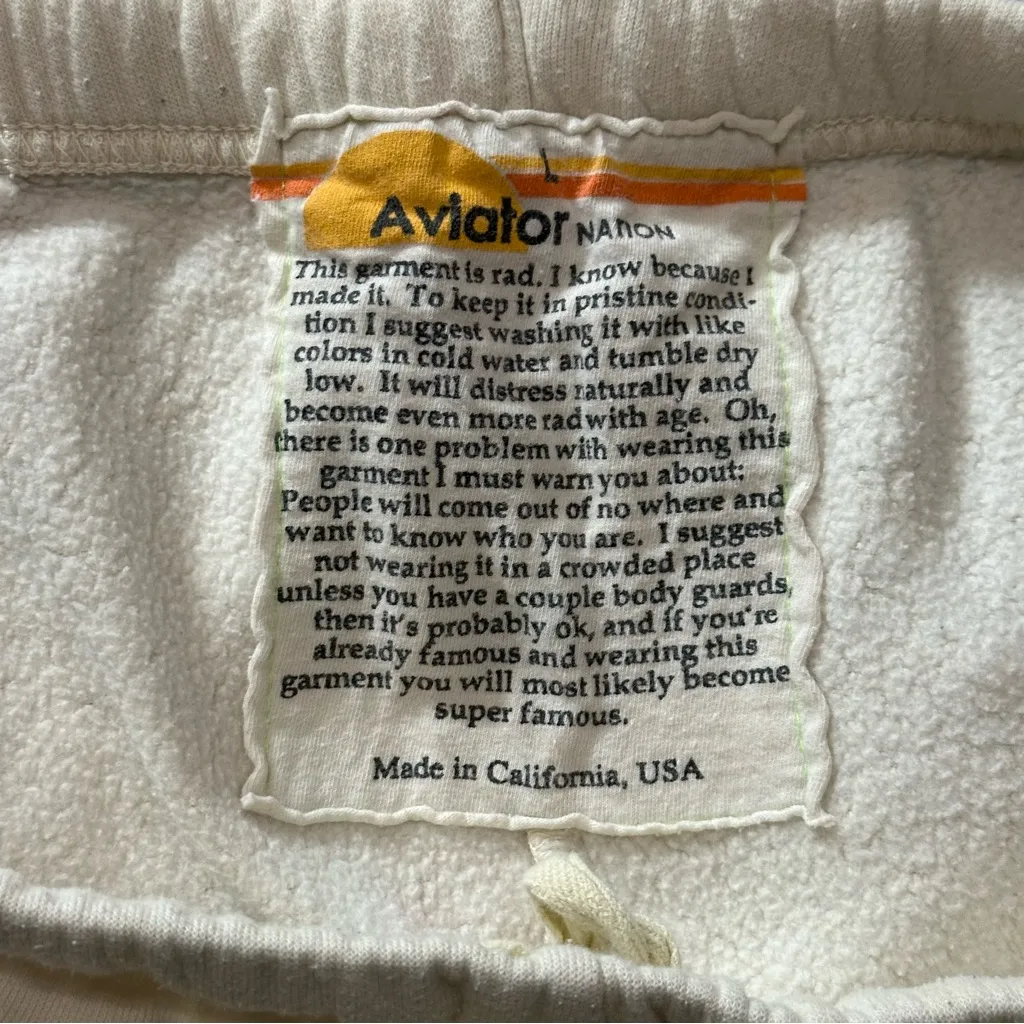 L
Aviator NATION
This garment is rad. I know because I
made it. To keep it in pristine condi-
tion I suggest washing it with like
colors in cold water and tumble dry
low. It will distress naturally and
become even more rad with age. Oh,
there is one problem with wearing this
garment I must warn you about:
People will come out of no where and
want to know who you are. I suggest
not wearing it in a crowded place
unless you have a couple body guards,
then it's probably ok, and if you're
already famous and wearing this
garment you will most likely become
super famous.
Made in California, USA